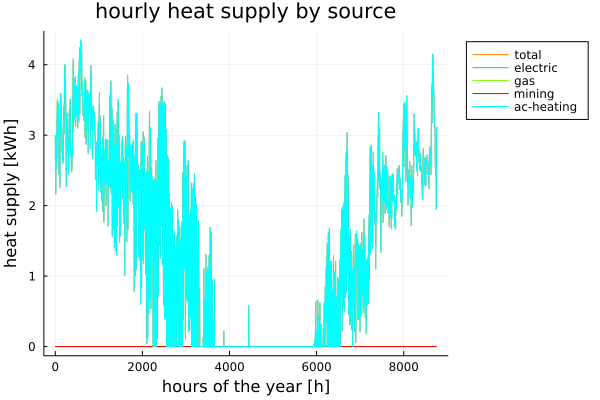 hourly heat supply by source
heat supply [kWh]
4
3
2
1
0
0
2000
4000
6000
8000
hours of the year [h]
total
electric
gas
mining
ac-heating